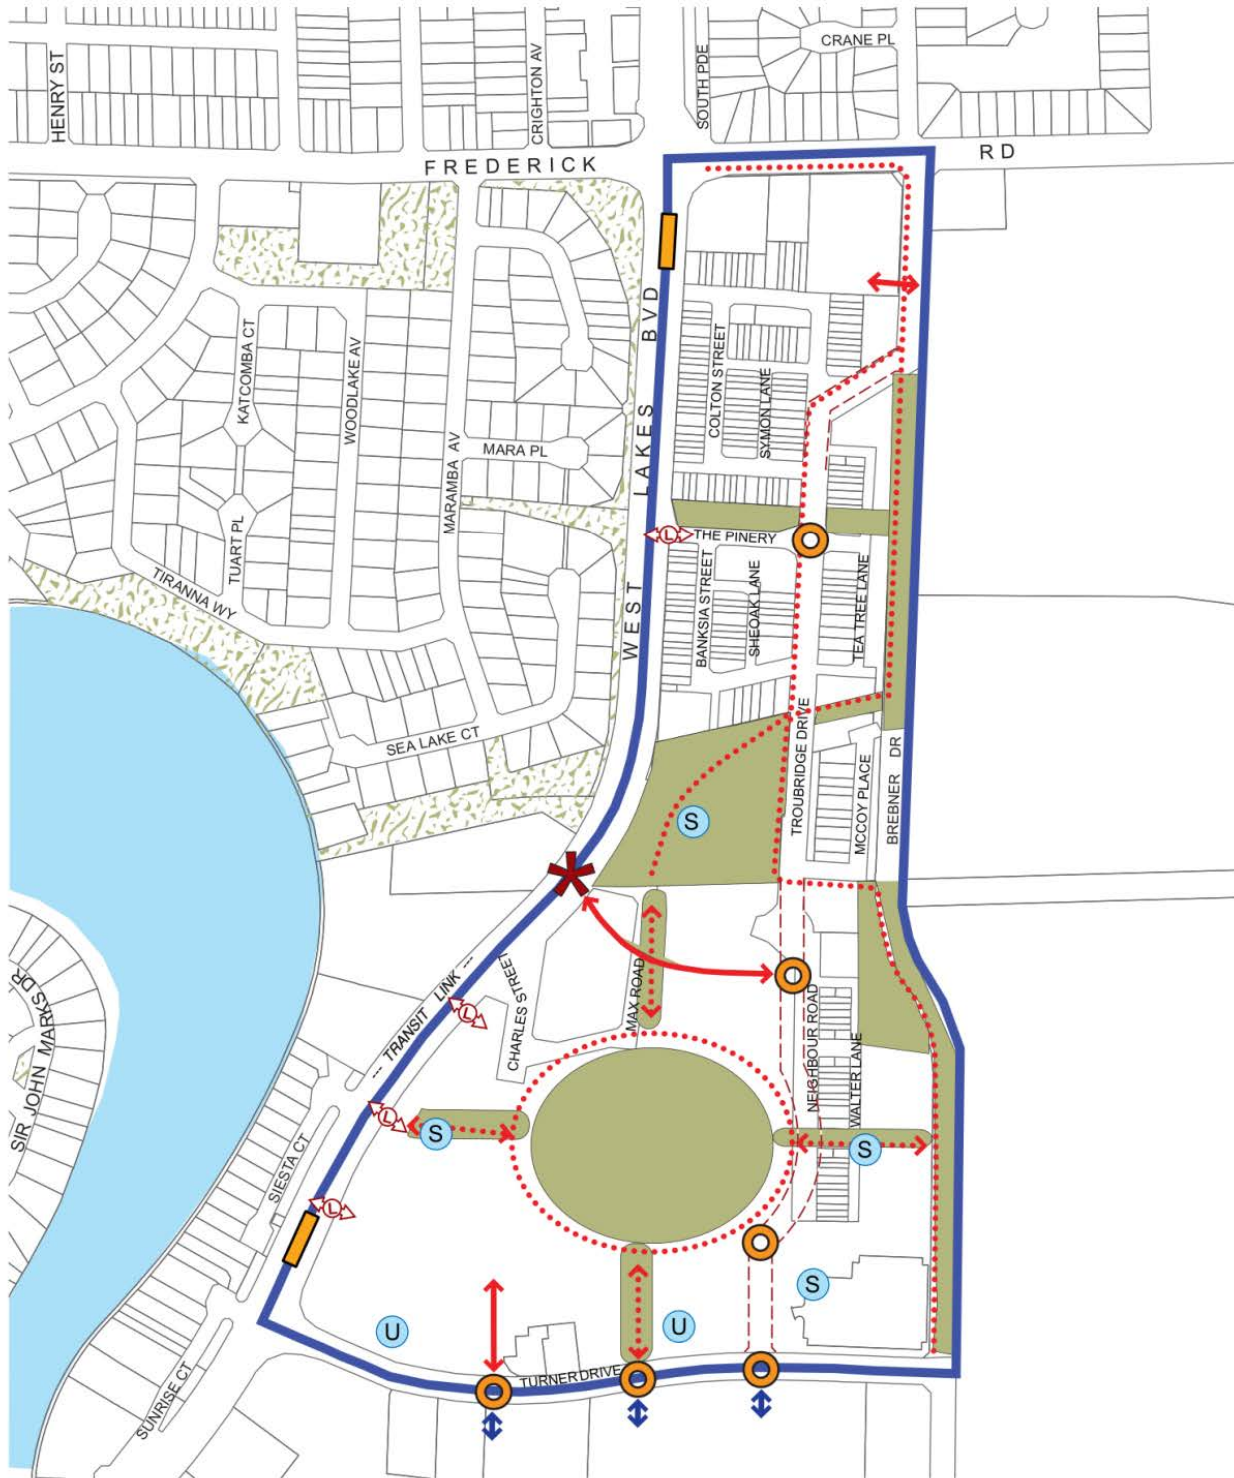 CRANE PL
HENRY ST
CRIGHTON AV
SOUTH PDE
FREDERICK
RD
WEST LAKES BVD
KATCOMBA CT
WOODLAKE AV
COLTON STREET
SYMON LANE
MARA PL
MARAMBA AV
TUART PL
L
THE PINERY
TIRANNA WY
BANKSIA STREET
SHEOAK LANE
TEA TREE LANE
SEA LAKE CT
TROUBRIDGE DRIVE
MCCOY PLACE
BREBNER DR
S
--- TRANSIT LINK ---
CHARLES STREET
MAX ROAD
NEIGHBOUR ROAD
WALTER LANE
SIR JOHN MARKS DR
L
L
S
S
SIESTA CT
L
S
U
U
TURNER DRIVE
SUNRISE CT